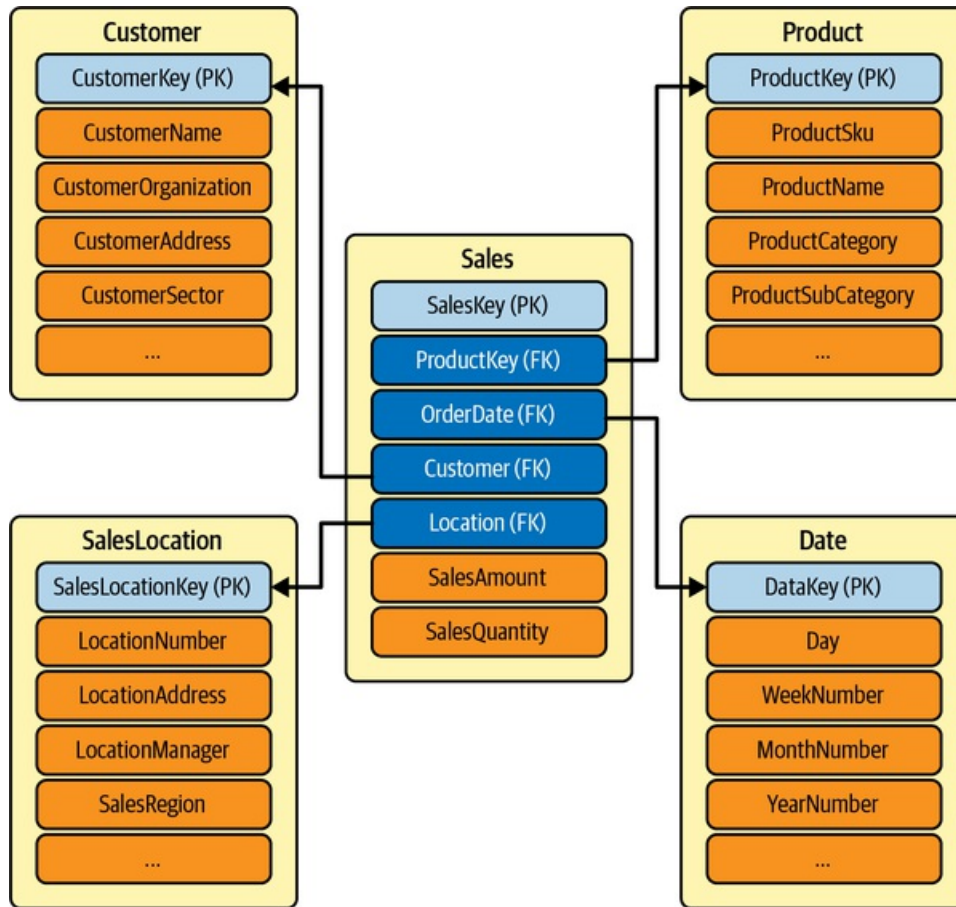 Customer
CustomerKey (PK)
CustomerName
CustomerOrganization
CustomerAddress
CustomerSector
...
Product
ProductKey (PK)
ProductSku
ProductName
ProductCategory
ProductSubCategory
...
Sales
SalesKey (PK)
ProductKey (FK)
OrderDate (FK)
Customer (FK)
Location (FK)
SalesAmount
SalesQuantity
SalesLocation
SalesLocationKey (PK)
LocationNumber
LocationAddress
LocationManager
SalesRegion
...
Date
DataKey (PK)
Day
WeekNumber
MonthNumber
YearNumber
...